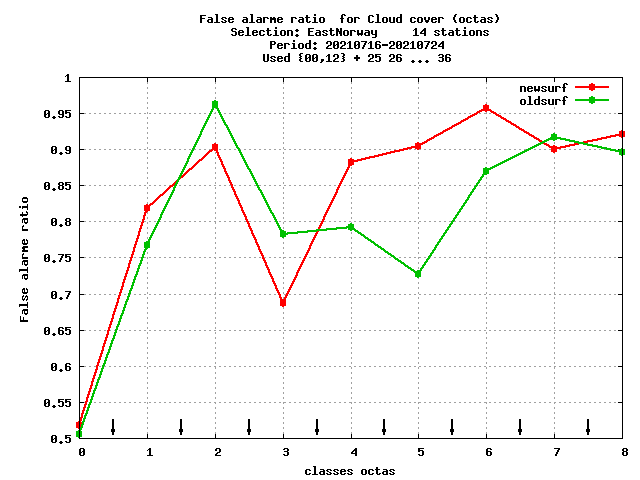 False alarme ratio  for Cloud cover (octas)
Selection: EastNorway     14 stations
Period: 20210716-20210724
Used {00,12} + 25 26 ... 36
newsurf
oldsurf
1
0.95
0.9
0.85
0.8
0.75
0.7
0.65
0.6
0.55
0.5
False alarme ratio
0 1 2 3 4 5 6 7 8
classes octas